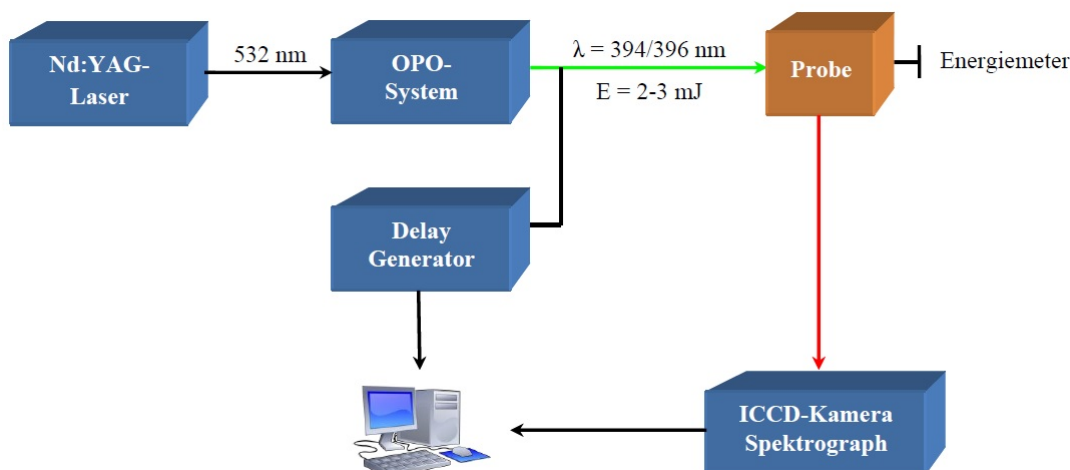 Nd:YAG-
Laser
532 nm
OPO-
System
λ = 394/396 nm
E = 2-3 mJ
Probe
Energiemeter
Delay
Generator
ICCD-Kamera
Spektrograph